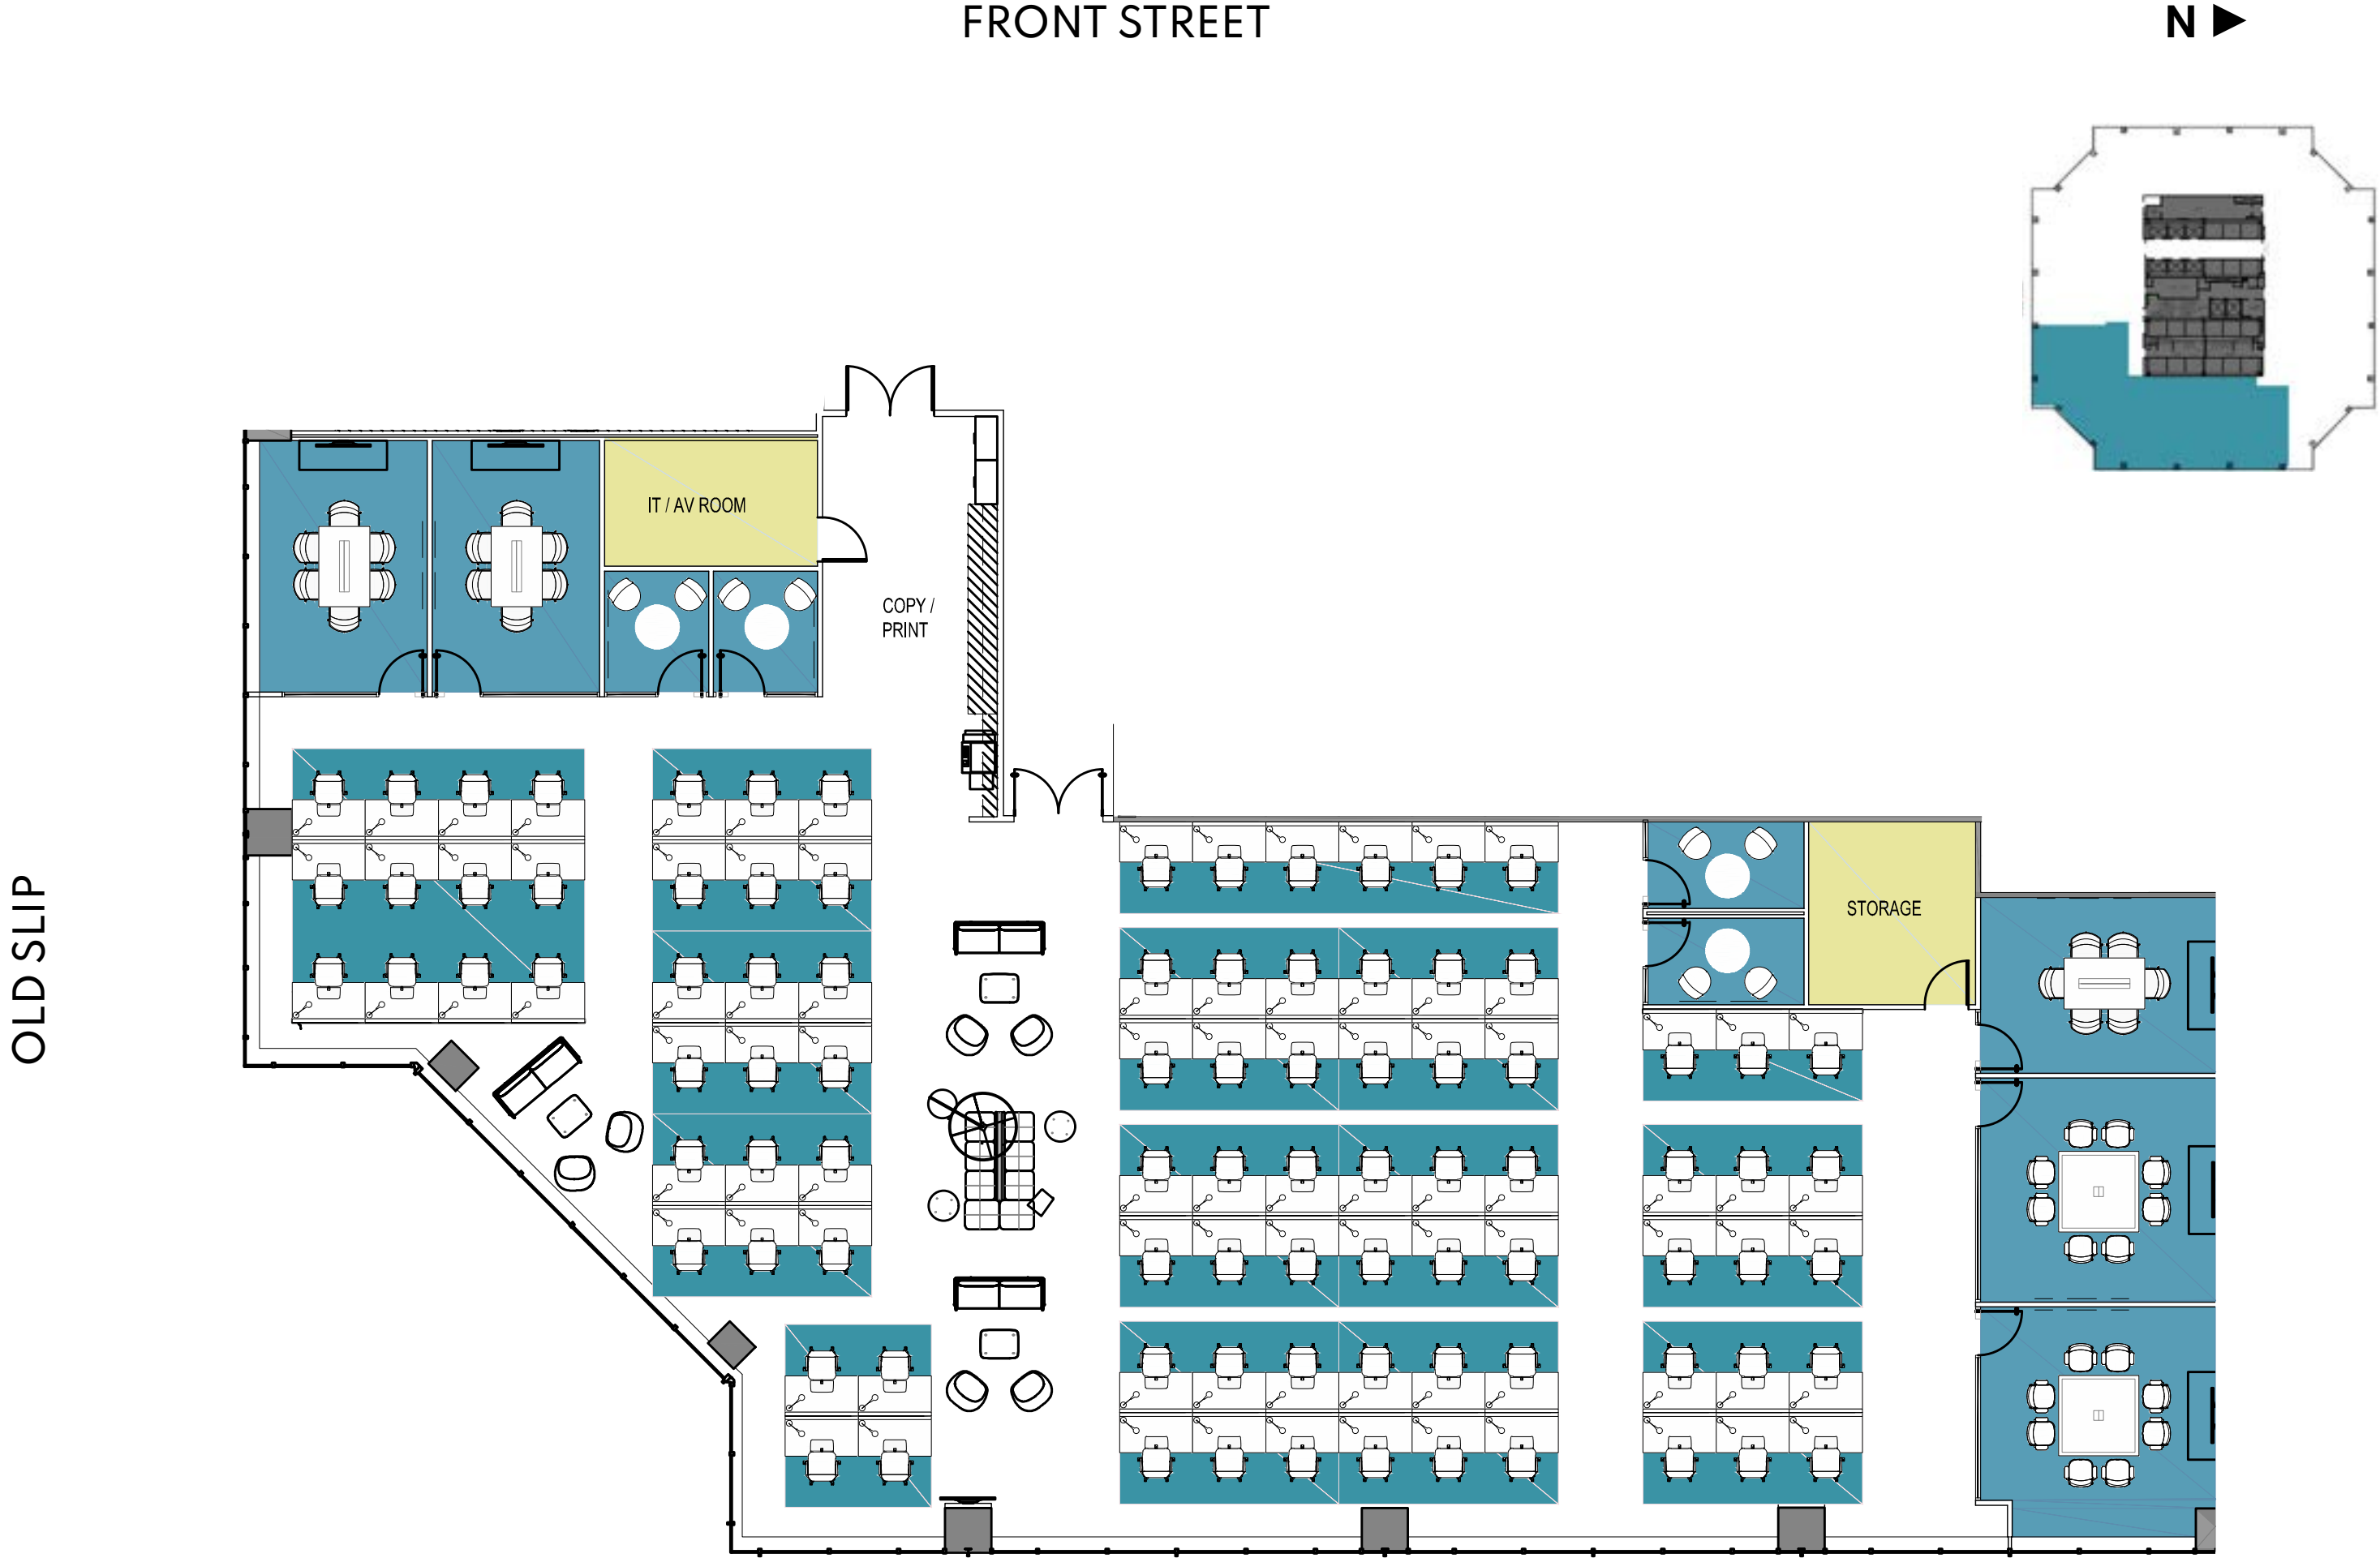 FRONT STREET
N
IT / AV ROOM
COPY /
PRINT
OLD SLIP
STORAGE